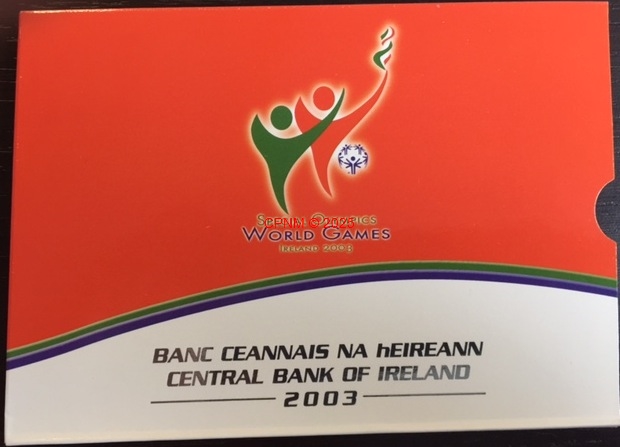 Special Olympics
World Games
Ireland 2003
BANC CEANNAIS NA hEIREANN
CENTRAL BANK OF IRELAND
2003